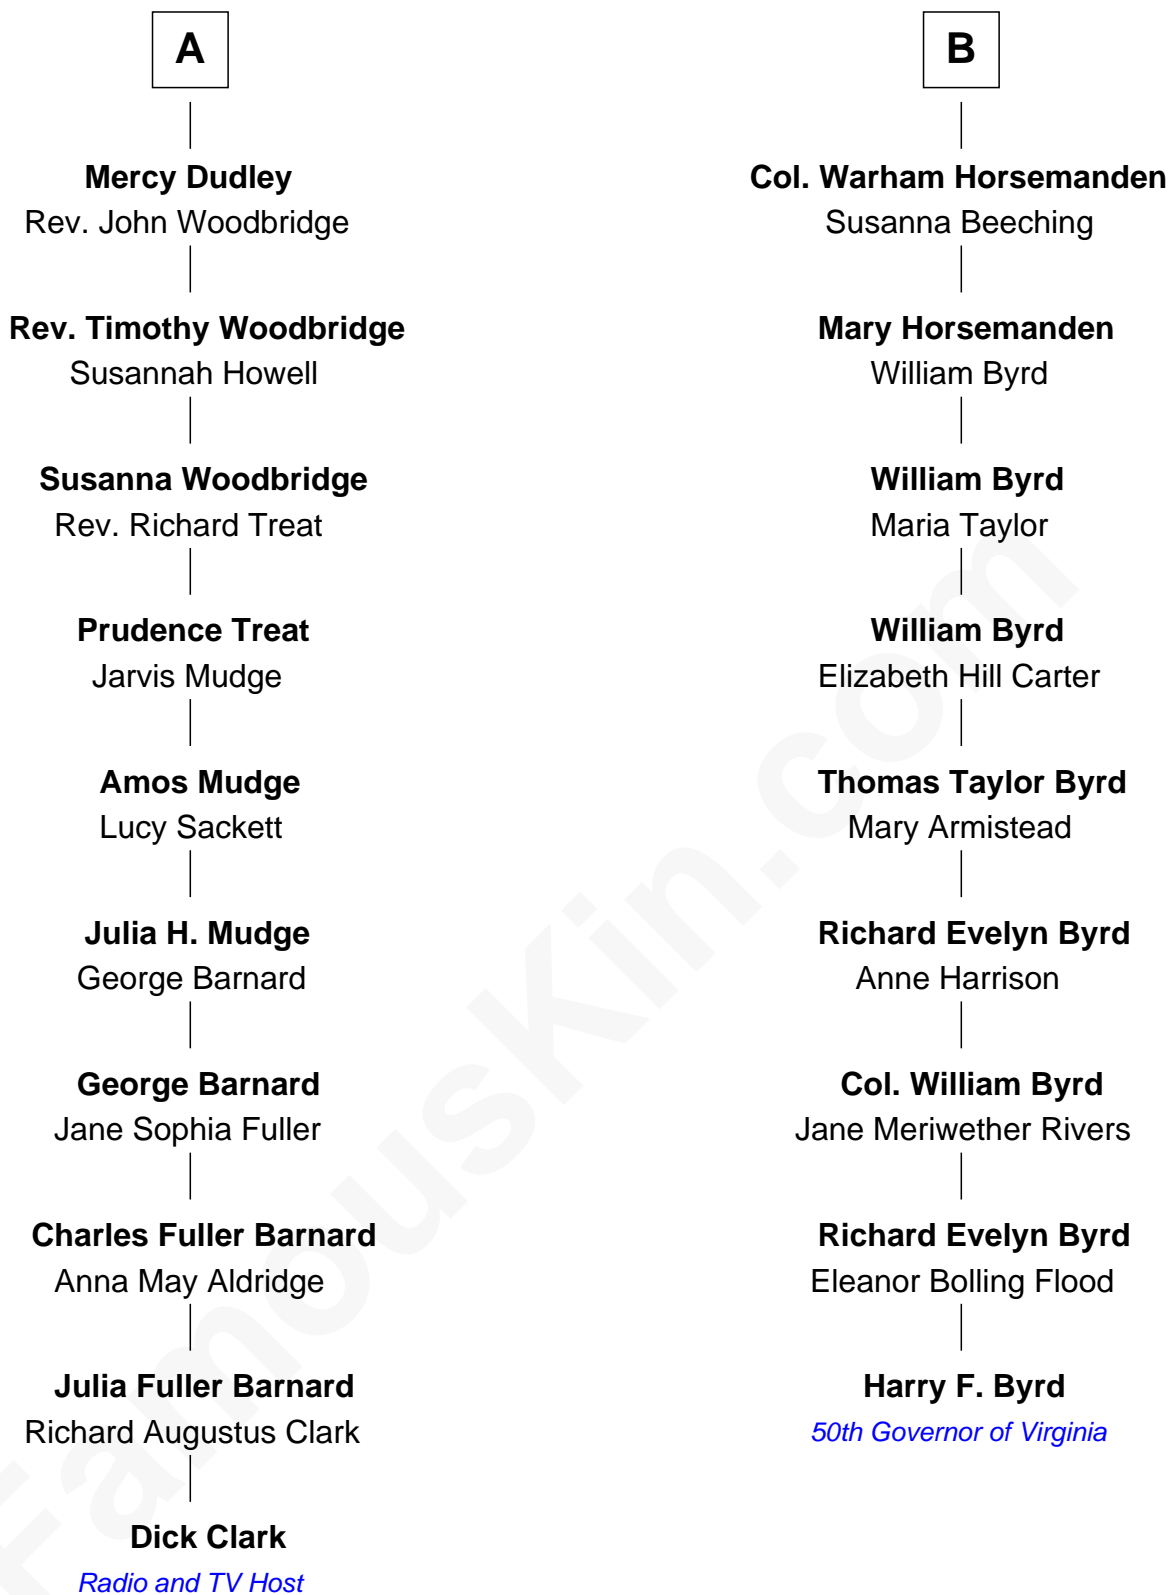 A
Mercy Dudley
Rev. John Woodbridge
Rev. Timothy Woodbridge
Susannah Howell
Susanna Woodbridge
Rev. Richard Treat
Prudence Treat
Jarvis Mudge
Amos Mudge
Lucy Sackett
Julia H. Mudge
George Barnard
George Barnard
Jane Sophia Fuller
Charles Fuller Barnard
Anna May Aldridge
Julia Fuller Barnard
Richard Augustus Clark
Dick Clark
Radio and TV Host
B
Col. Warham Horsemanden
Susanna Beeching
Mary Horsemanden
William Byrd
William Byrd
Maria Taylor
William Byrd
Elizabeth Hill Carter
Thomas Taylor Byrd
Mary Armistead
Richard Evelyn Byrd
Anne Harrison
Col. William Byrd
Jane Meriwether Rivers
Richard Evelyn Byrd
Eleanor Bolling Flood
Harry F. Byrd
50th Governor of Virginia
FamousKin.com